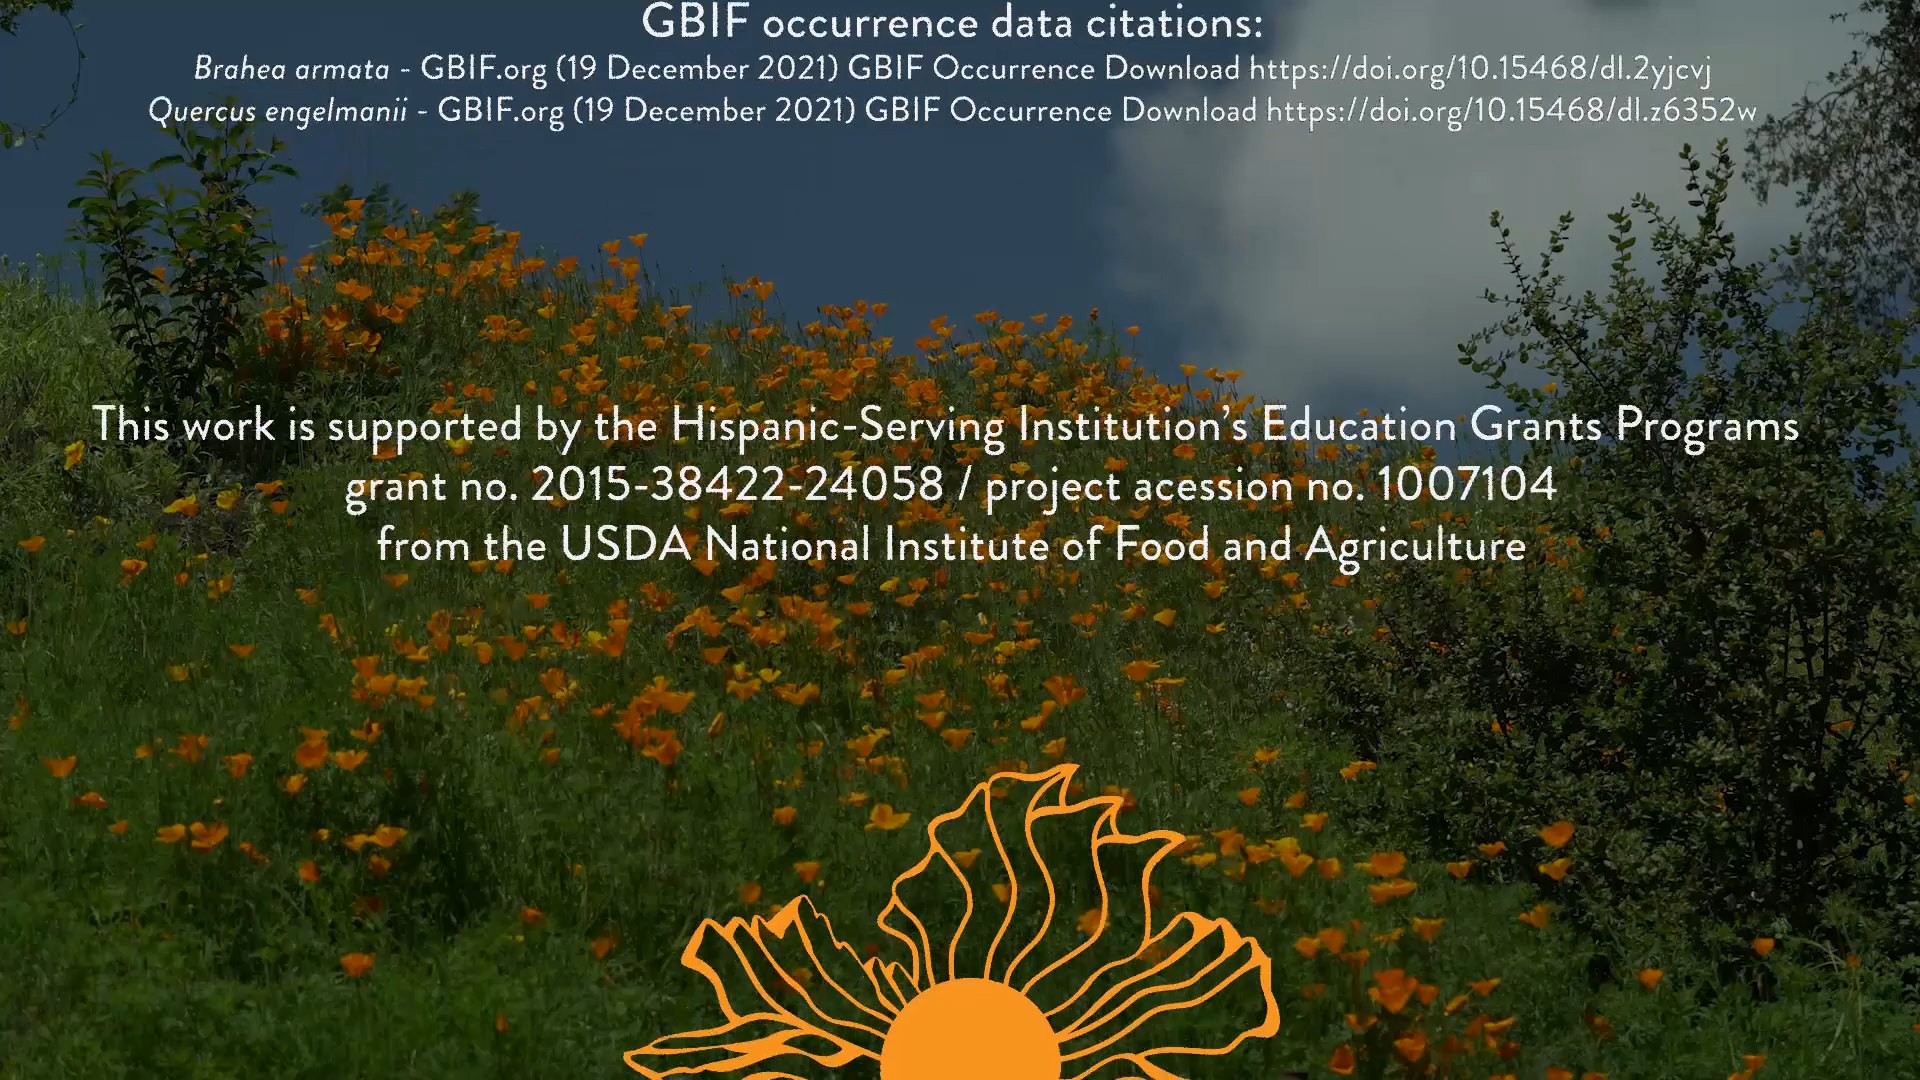 GBIF occurrence data citations:
Brahea armata - GBIF.org (19 December 2021) GBIF Occurrence Download https://doi.org/10.15468/dl.2yjcvj
Quercus engelmanii - GBIF.org (19 December 2021) GBIF Occurrence Download https://doi.org/10.15468/dl.z6352w
This work is supported by the Hispanic-Serving Institution's Education Grants Programs
grant no. 2015-38422-24058 / project acession no. 1007104
from the USDA National Institute of Food and Agriculture